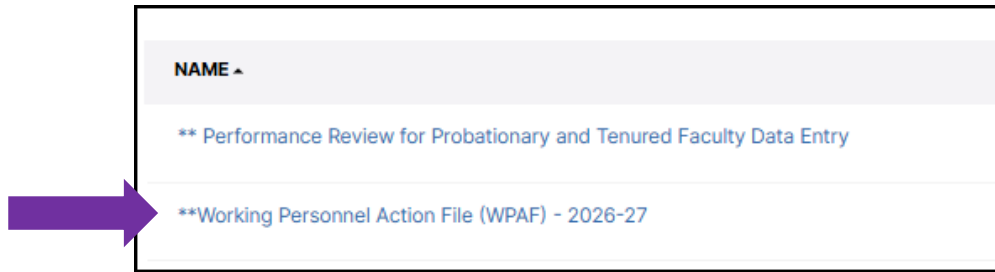 NAME
** Performance Review for Probationary and Tenured Faculty Data Entry
**Working Personnel Action File (WPAF) - 2026-27